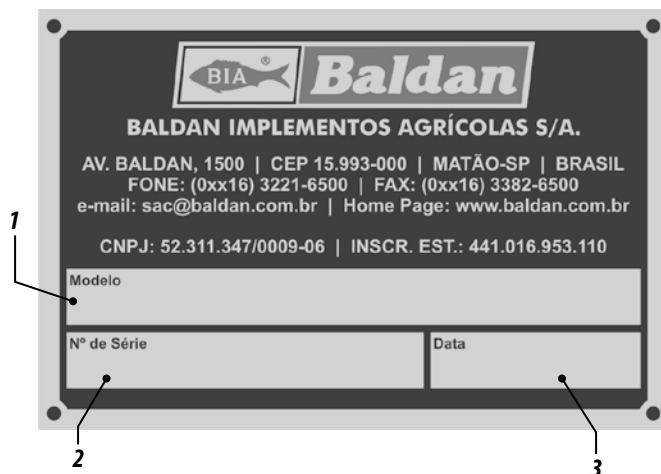 BIA ® Baldan
BALDAN IMPLEMENTOS AGRÍCOLAS S/A.
AV. BALDAN, 1500 | CEP 15.993-000 | MATÃO-SP | BRASIL
FONE: (0xx16) 3221-6500 | FAX: (0xx16) 3382-6500
e-mail: sac@baldan.com.br | Home Page: www.baldan.com.br
CNPJ: 52.311.347/0009-06 | INSCR. EST.: 441.016.953.110
1
Modelo
Nº de Série Data
2 3